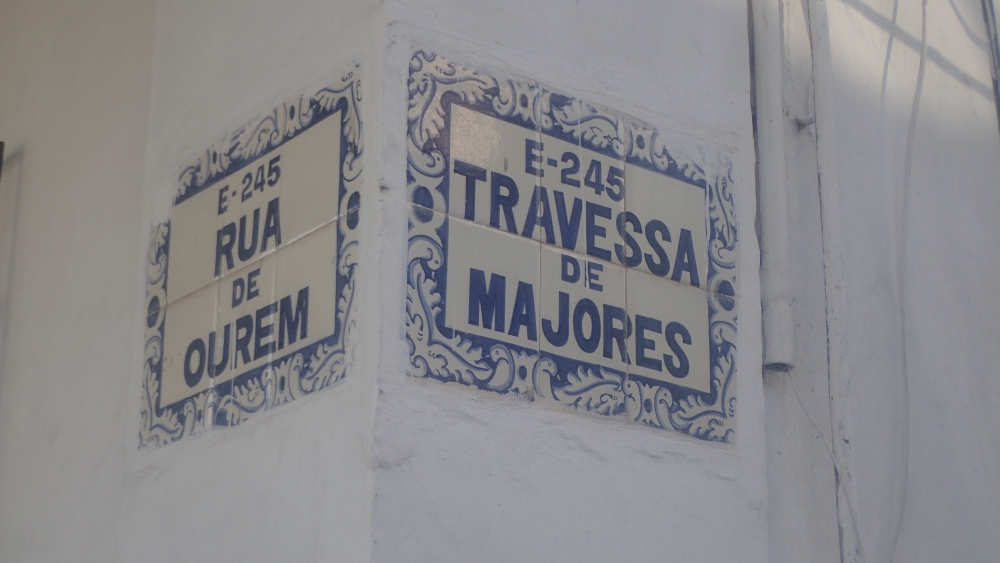 E-245
RUA
DE
OUREM
E-245
TRAVESSA
DE
MAJORES